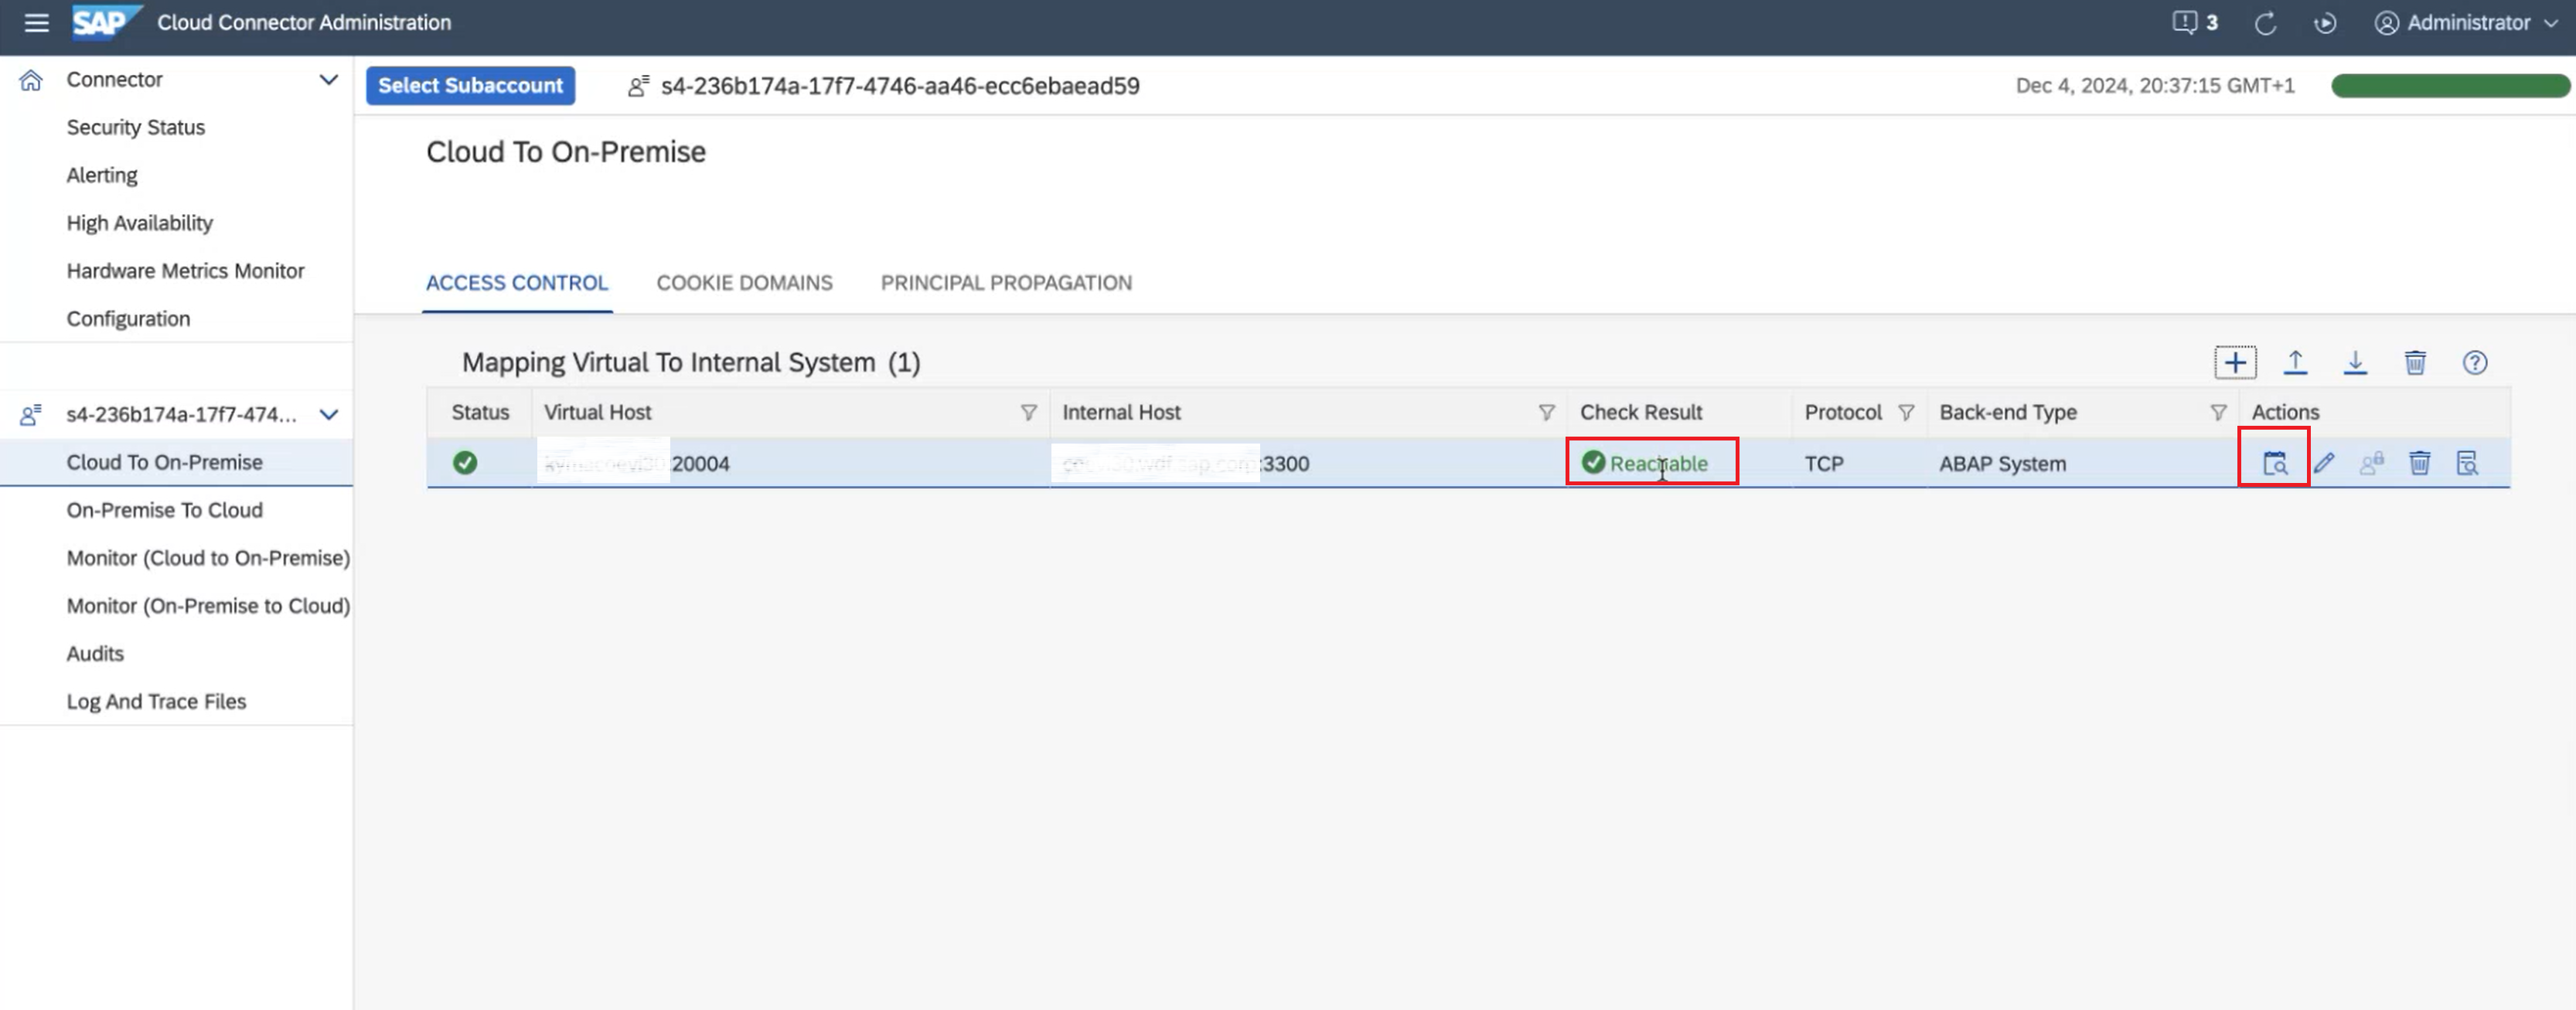 SAP Cloud Connector Administration 3 Administrator
Connector
Security Status
Alerting
High Availability
Hardware Metrics Monitor
Configuration
s4-236b174a-17f7-474...
Cloud To On-Premise
On-Premise To Cloud
Monitor (Cloud to On-Premise)
Monitor (On-Premise to Cloud)
Audits
Log And Trace Files
Select Subaccount s4-236b174a-17f7-4746-aa46-ecc6ebaead59 Dec 4, 2024, 20:37:15 GMT+1
Cloud To On-Premise
ACCESS CONTROL COOKIE DOMAINS PRINCIPAL PROPAGATION
Mapping Virtual To Internal System (1)
Status Virtual Host Internal Host Check Result Protocol Back-end Type Actions
20004 :3300 Reachable TCP ABAP System